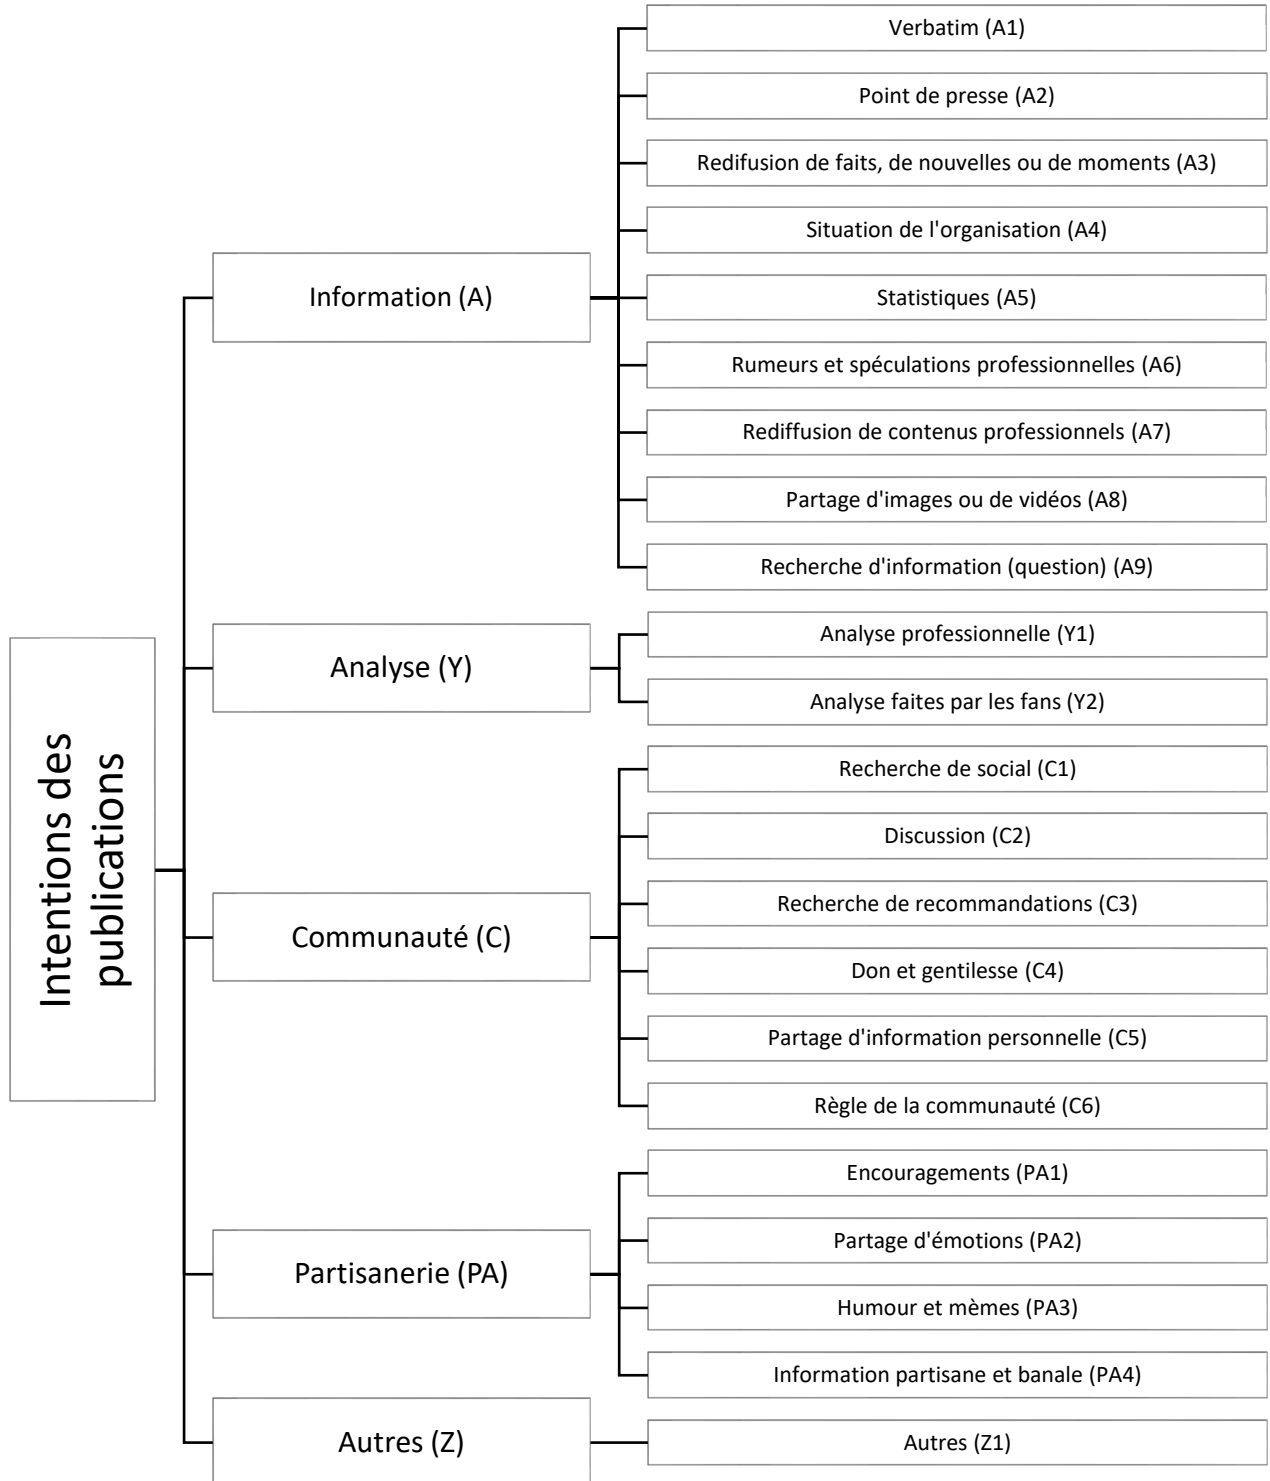 Intentions des
publications
Information (A)
Verbatim (A1)
Point de presse (A2)
Redifusion de faits, de nouvelles ou de moments (A3)
Situation de l'organisation (A4)
Statistiques (A5)
Rumeurs et spéculations professionnelles (A6)
Rediffusion de contenus professionnels (A7)
Partage d'images ou de vidéos (A8)
Recherche d'information (question) (A9)
Analyse (Y)
Analyse professionnelle (Y1)
Analyse faites par les fans (Y2)
Communauté (C)
Recherche de social (C1)
Discussion (C2)
Recherche de recommandations (C3)
Don et gentilesse (C4)
Partage d'information personnelle (C5)
Règle de la communauté (C6)
Partisanerie (PA)
Encouragements (PA1)
Partage d'émotions (PA2)
Humour et mèmes (PA3)
Information partisane et banale (PA4)
Autres (Z)
Autres (Z1)